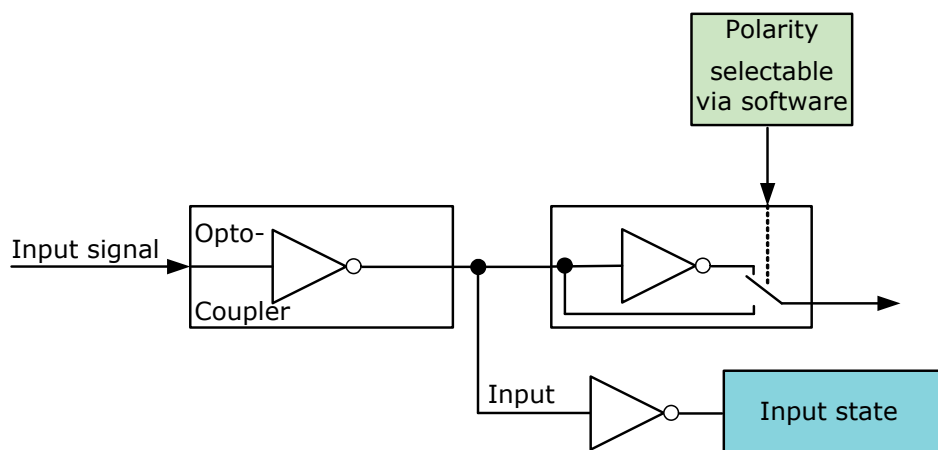 Polarity
selectable
via software
Input signal
Opto-
Coupler
Input
Input state